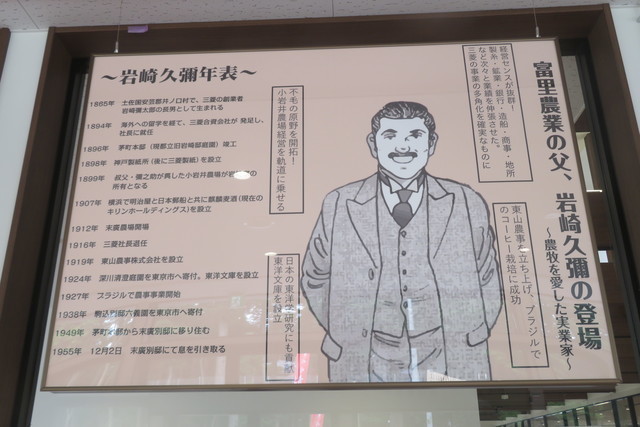 富里農業の父、岩崎久彌の登場
～農牧を愛した実業家～
経営センスが抜群！
製糸・鉱業・銀行・造船・商事・地所
など次々と業績を伸張させた。
三菱の事業の多角化を確実なものに
東山農事を立ち上げ、ブラジルで
のコーヒー栽培に成功
不毛の原野を開拓！
小岩井農場経営を軌道に乗せる
日本の東洋学研究にも貢献
東洋文庫を設立
～岩崎久彌年表～
1865年 土佐国安芸郡井ノ口村で、三菱の創業者
岩崎彌太郎の長男として生まれる
1894年 海外への留学を経て、三菱合資会社が発足し、
社長に就任
1896年 茅町本邸（現都立旧岩崎邸庭園）竣工
1898年 神戸製紙所（後に三菱製紙）を設立
1899年 叔父・彌之助が興した小岩井農場が
所有となる
1907年 横浜で明治屋と日本郵船と共に麒麟麦酒（現在の
キリンホールディングス）を設立
1912年 末廣農場開場
1916年 三菱社長退任
1919年 東山農事株式会社を設立
1924年 深川清澄庭園を東京市へ寄付。東洋文庫を設立
1927年 ブラジルで農事事業開始
1938年 駒込別邸六義園を東京市へ寄付
1949年 茅町本邸から末廣別邸に移り住む
1955年 12月2日 末廣別邸にて息を引き取る